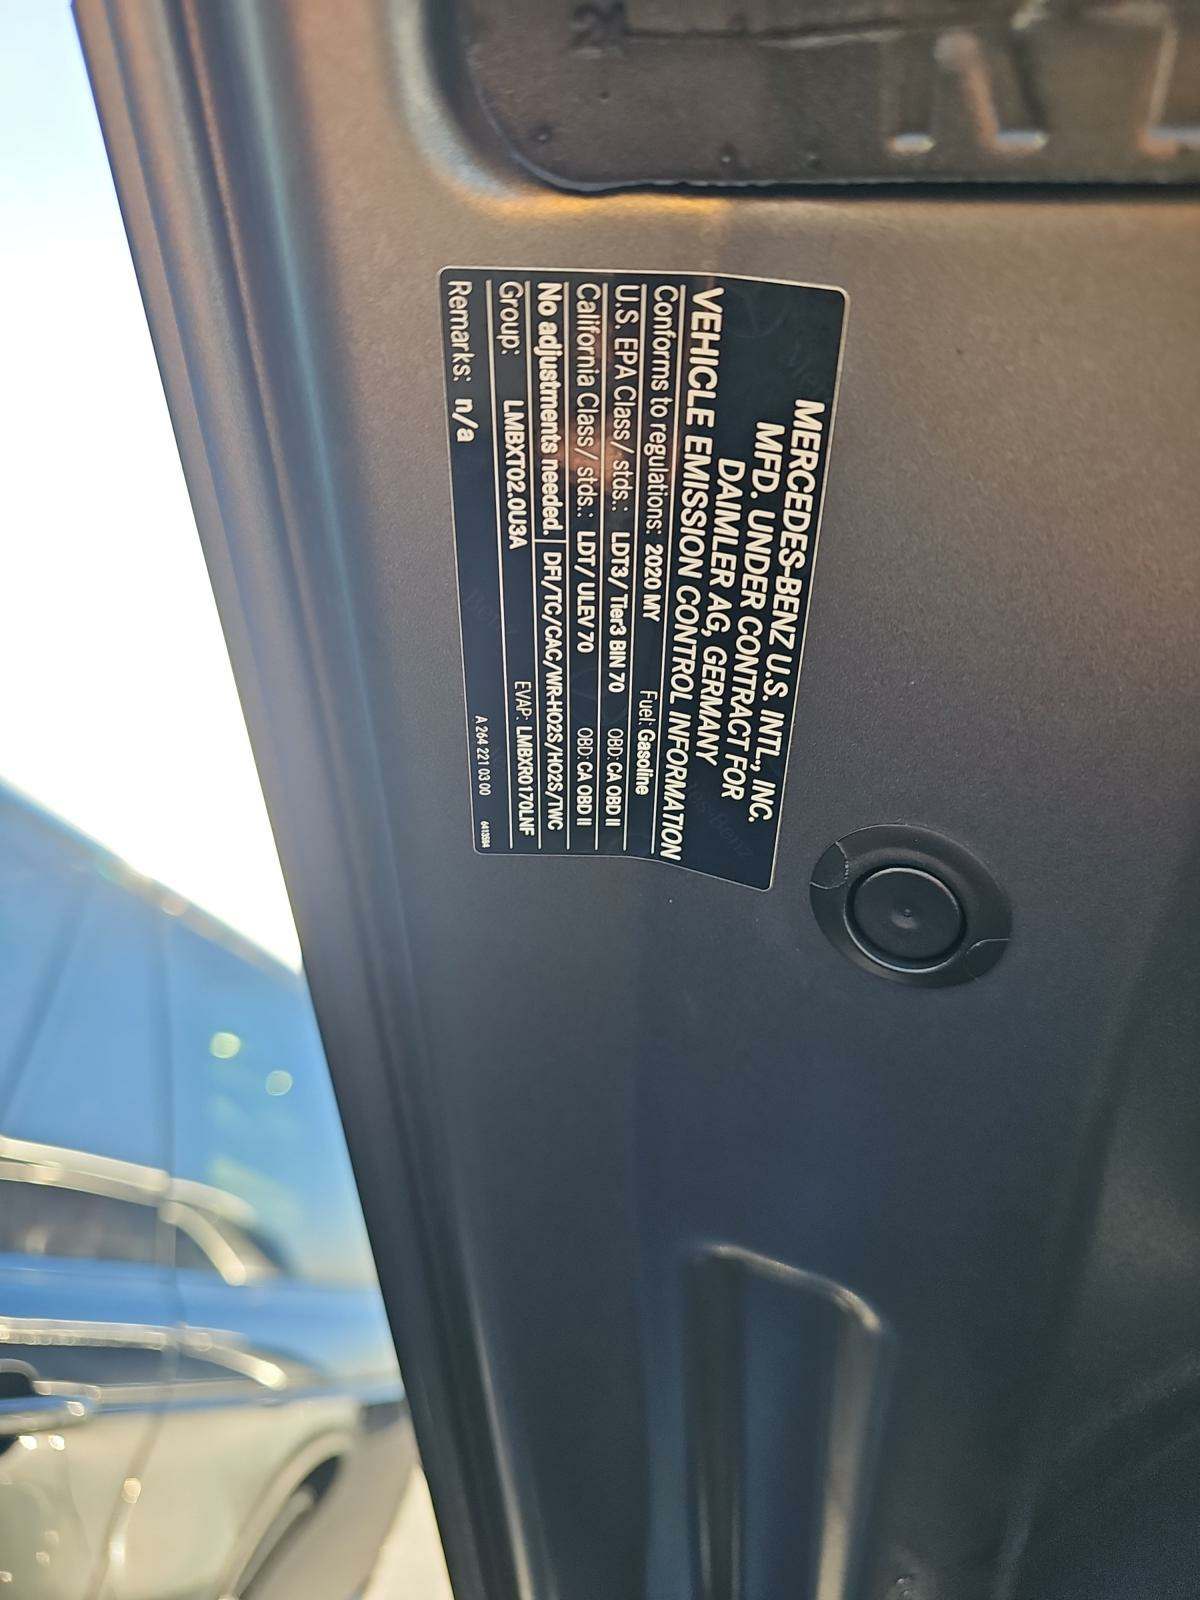 MERCEDES-BENZ U.S. INTL., INC.
MFD. UNDER CONTRACT FOR
DAIMLER AG, GERMANY
VEHICLE EMISSION CONTROL INFORMATION
Conforms to regulations: 2020 MY Fuel: Gasoline
U.S. EPA Class/ stds.: LDT3/ Tier3 BIN 70 OBD: CA OBD II
California Class/ stds.: LDT/ ULEV 70 OBD: CA OBD II
No adjustments needed. DFI/TC/CAC/WR-HO2S/HO2S/TWC
Group: LMBXT02.0U3A EVAP: LMBXR0170LNF
Remarks: n/a
A 264 221 03 00